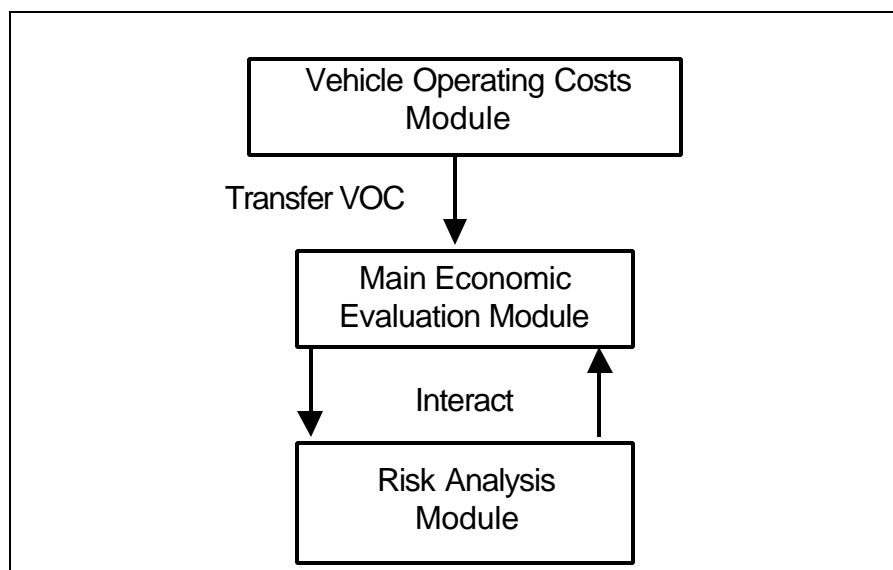 Vehicle Operating Costs
Module
Transfer VOC
Main Economic
Evaluation Module
Interact
Risk Analysis
Module